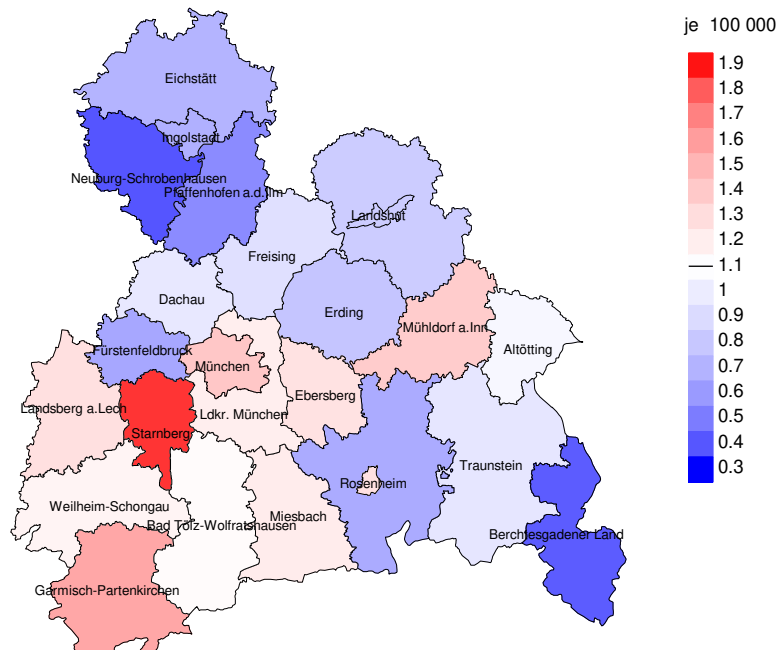 je 100 000
1.9
1.8
1.7
1.6
1.5
1.4
1.3
1.2
1.1
1
0.9
0.8
0.7
0.6
0.5
0.4
0.3
Eichstätt
Ingolstadt
Neuburg-Schrobenhausen
Pfaffenhofen a.d.Ilm
Landshut
Freising
Dachau
Erding
Mühldorf a.Inn
Altötting
Fürstenfeldbruck
München
Ebersberg
Landsberg a.Lech
Ldkr. München
Starnberg
Traunstein
Rosenheim
Weilheim-Schongau
Miesbach
Bad Tölz-Wolfratshausen
Berchtesgadener Land
Garmisch-Partenkirchen